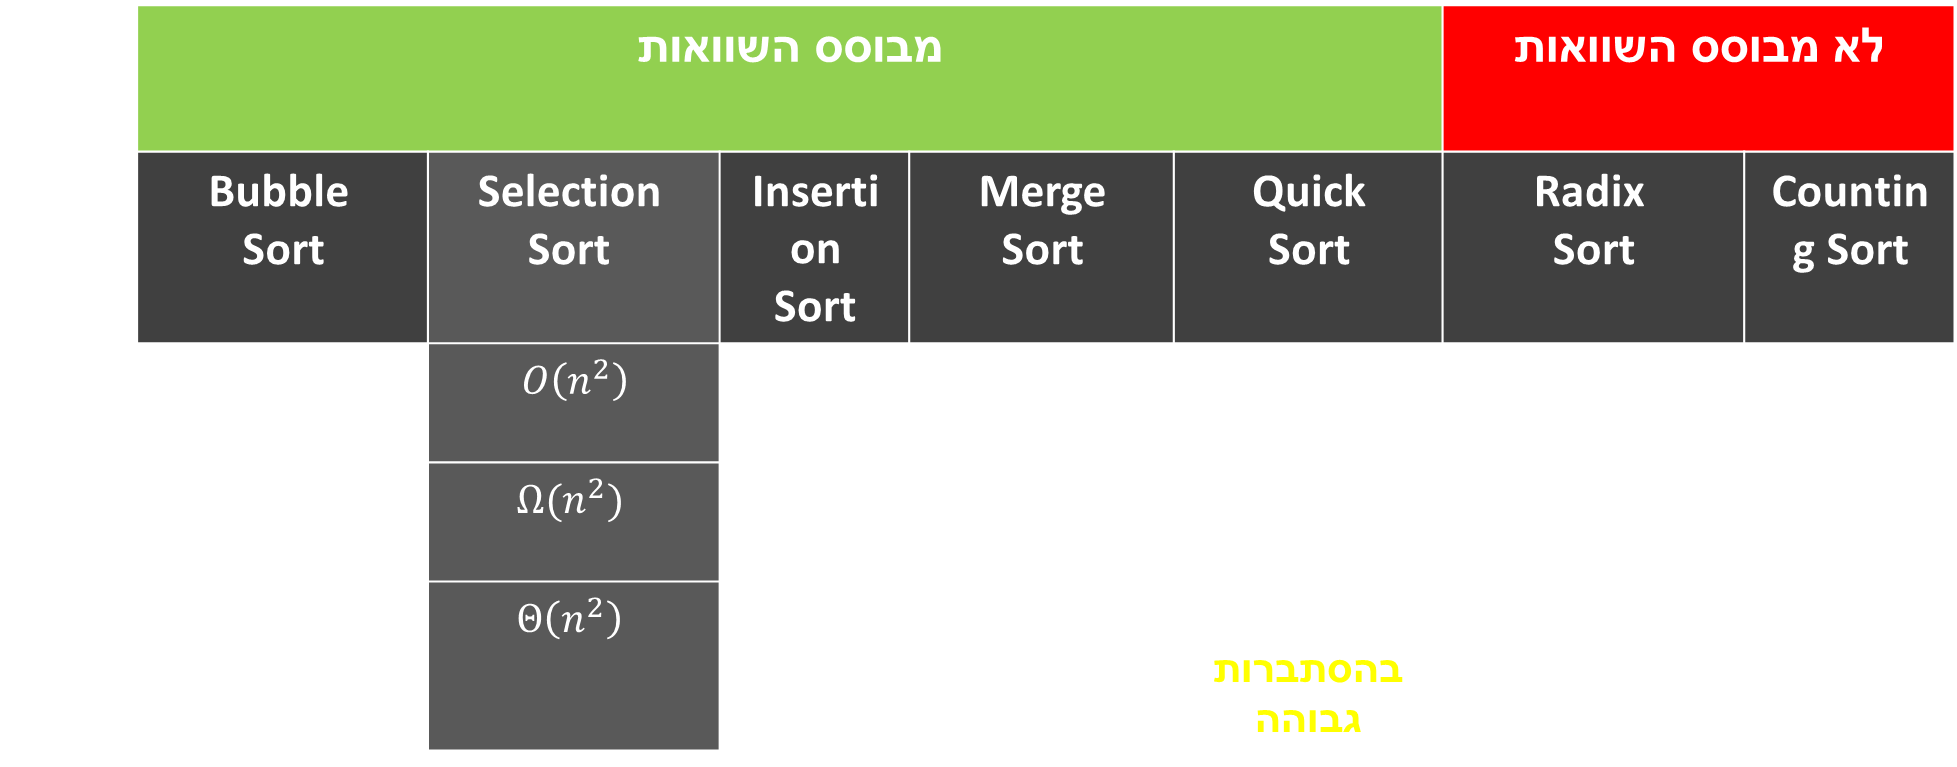 מבוסס השוואות
לא מבוסס השוואות
Bubble
Sort
Selection
Sort
Inserti
on
Sort
Merge
Sort
Quick
Sort
Radix
Sort
Countin
g Sort
𝑂(𝑛²)
Ω(𝑛²)
Θ(𝑛²)
בהסתברות
גבוהה